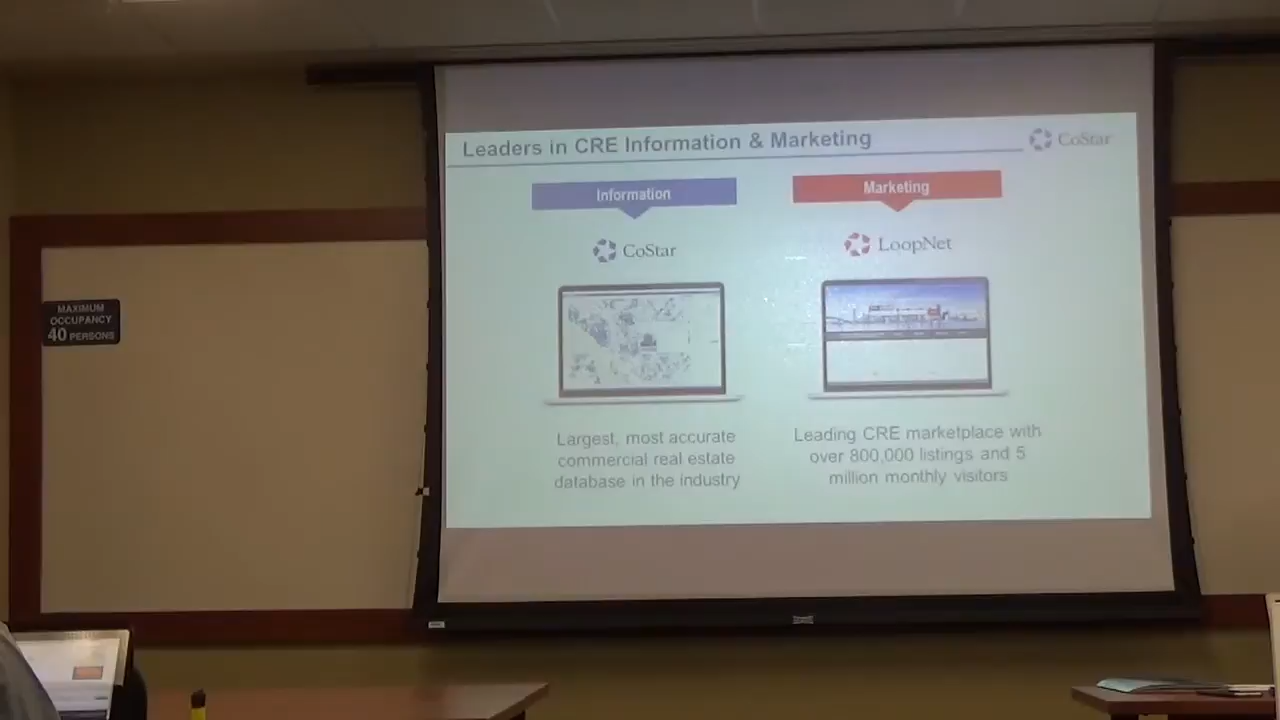 Leaders in CRE Information & Marketing
CoStar
Information
Marketing
CoStar
LoopNet
Largest, most accurate
commercial real estate
database in the industry
Leading CRE marketplace with
over 800,000 listings and 5
million monthly visitors
MAXIMUM
OCCUPANCY
40 PERSONS